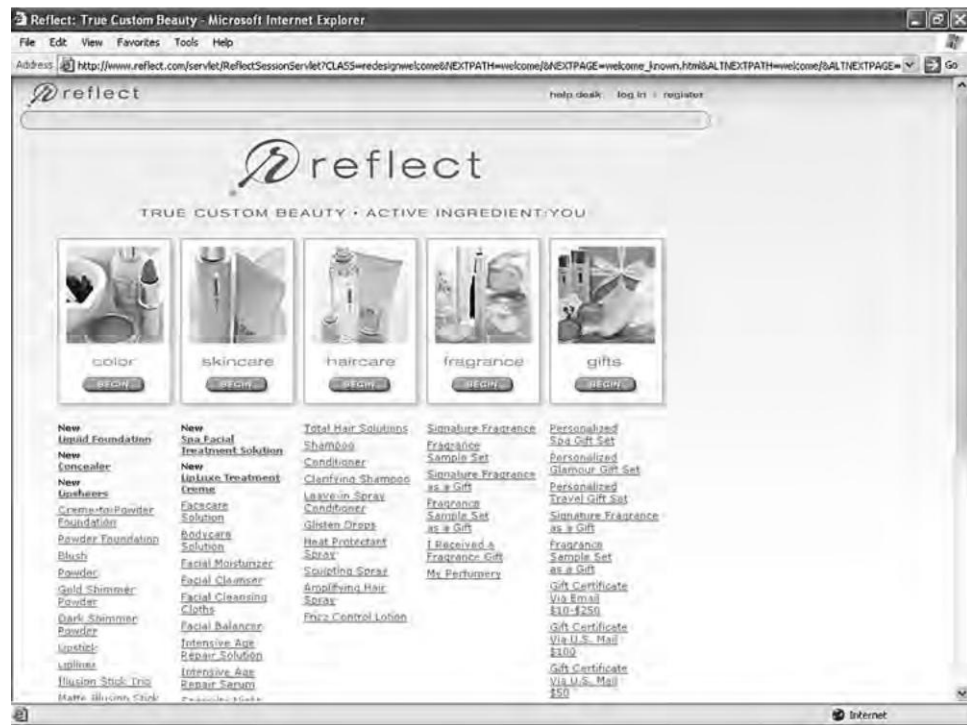 Reflect: True Custom Beauty - Microsoft Internet Explorer
File Edit View Favorites Tools Help
Address http://www.reflect.com/servlet/ReflectSessionServlet?CLASS=redesignwelcome&NEXTPATH=welcome/&NEXTPAGE=welcome_known.html&ALTNEXTPATH=welcome/&ALTNEXTPAGE= Go
reflect
help desk log in | register
reflect
TRUE CUSTOM BEAUTY • ACTIVE INGREDIENT:YOU
color
BEGIN
New
Liquid Foundation
New
Concealer
New
Lipsheers
Creme-to-Powder
Foundation
Powder Foundation
Blush
Powder
Gold Shimmer
Powder
Dark Shimmer
Powder
Lipstick
Lipliner
Illusion Stick Trio
Matte Illusion Stick
skincare
BEGIN
New
Spa Facial
Treatment Solution
New
LipLuxe Treatment
Creme
Facecare
Solution
Bodycare
Solution
Facial Moisturizer
Facial Cleanser
Facial Cleansing
Cloths
Facial Balancer
Intensive Age
Repair Solution
Intensive Age
Repair Serum
haircare
BEGIN
Total Hair Solutions
Shampoo
Conditioner
Clarifying Shampoo
Leave-in Spray
Conditioner
Glisten Drops
Heat Protectant
Spray
Sculpting Spray
Amplifying Hair
Spray
Frizz Control Lotion
fragrance
BEGIN
Signature Fragrance
Fragrance
Sample Set
Signature Fragrance
as a Gift
Fragrance
Sample Set
as a Gift
I Received a
Fragrance Gift
My Perfumery
gifts
BEGIN
Personalized
Spa Gift Set
Personalized
Glamour Gift Set
Personalized
Travel Gift Set
Signature Fragrance
as a Gift
Fragrance
Sample Set
as a Gift
Gift Certificate
Via Email
$10-$250
Gift Certificate
Via U.S. Mail
$100
Gift Certificate
Via U.S. Mail
$50
Internet